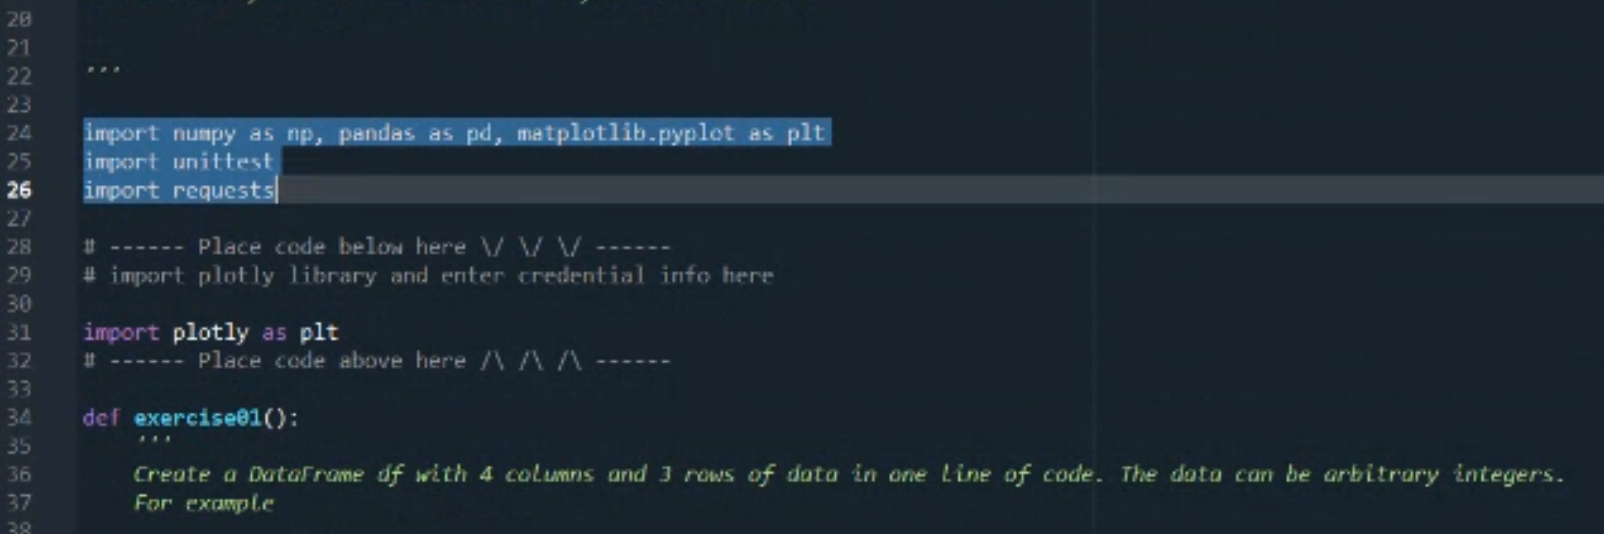 20
21
22 '''
23
24 import numpy as np, pandas as pd, matplotlib.pyplot as plt
25 import unittest
26 import requests
27
28 # ------ Place code below here \/ \/ \/ ------
29 # import plotly library and enter credential info here
30
31 import plotly as plt
32 # ------ Place code above here /\ /\ /\ ------
33
34 def exercise01():
35 '''
36 Create a DataFrame df with 4 columns and 3 rows of data in one line of code. The data can be arbitrary integers.
37 For example
38